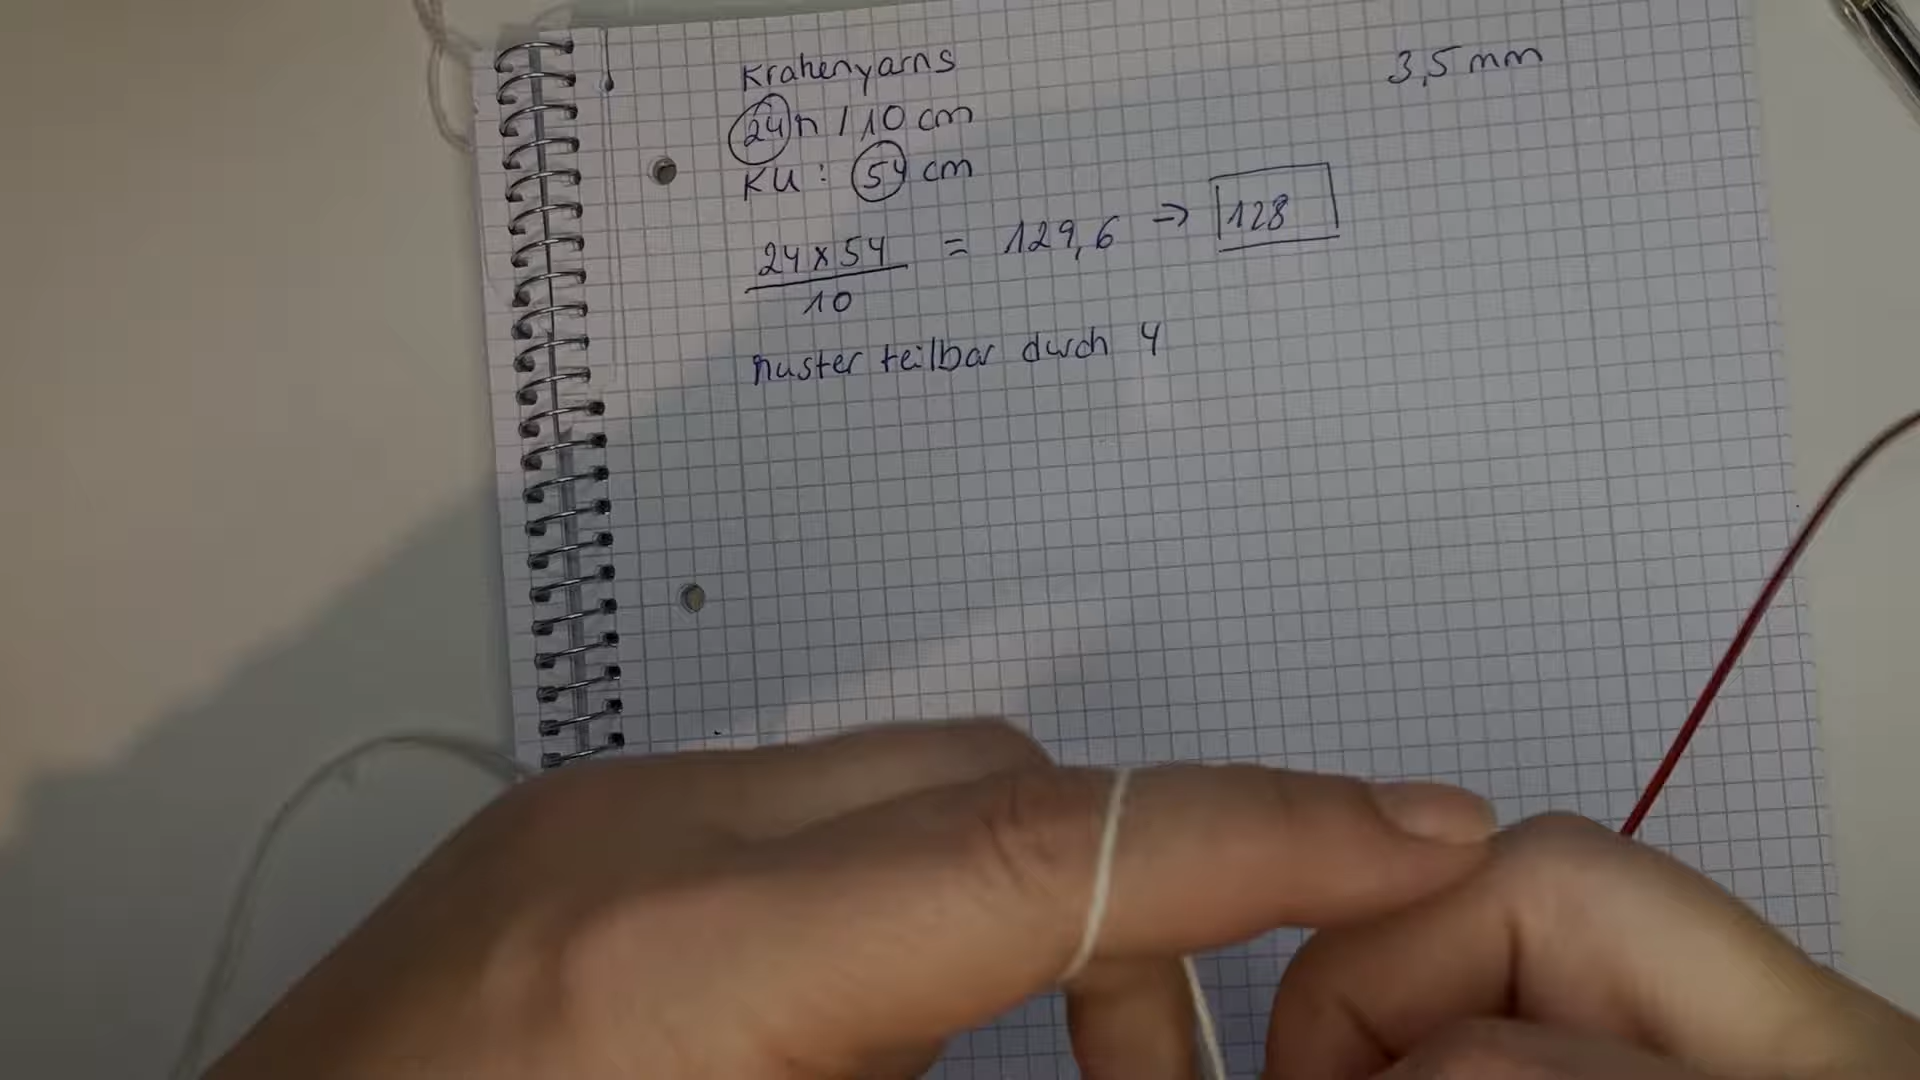 Krahenyarns
3,5 mm
24 M / 10 cm
KU : 54 cm
24 x 54 / 10 = 129,6 → 128
Muster teilbar durch 4